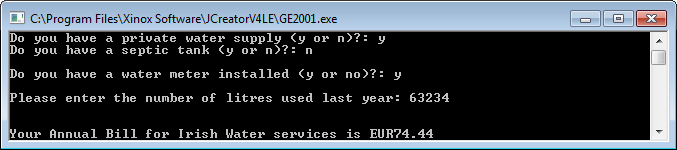 C:\Program Files\Xinox Software\JCreatorV4LE\GE2001.exe
Do you have a private water supply (y or n)?: y
Do you have a septic tank (y or n)?: n
Do you have a water meter installed (y or no)?: y
Please enter the number of litres used last year: 63234
Your Annual Bill for Irish Water services is EUR74.44